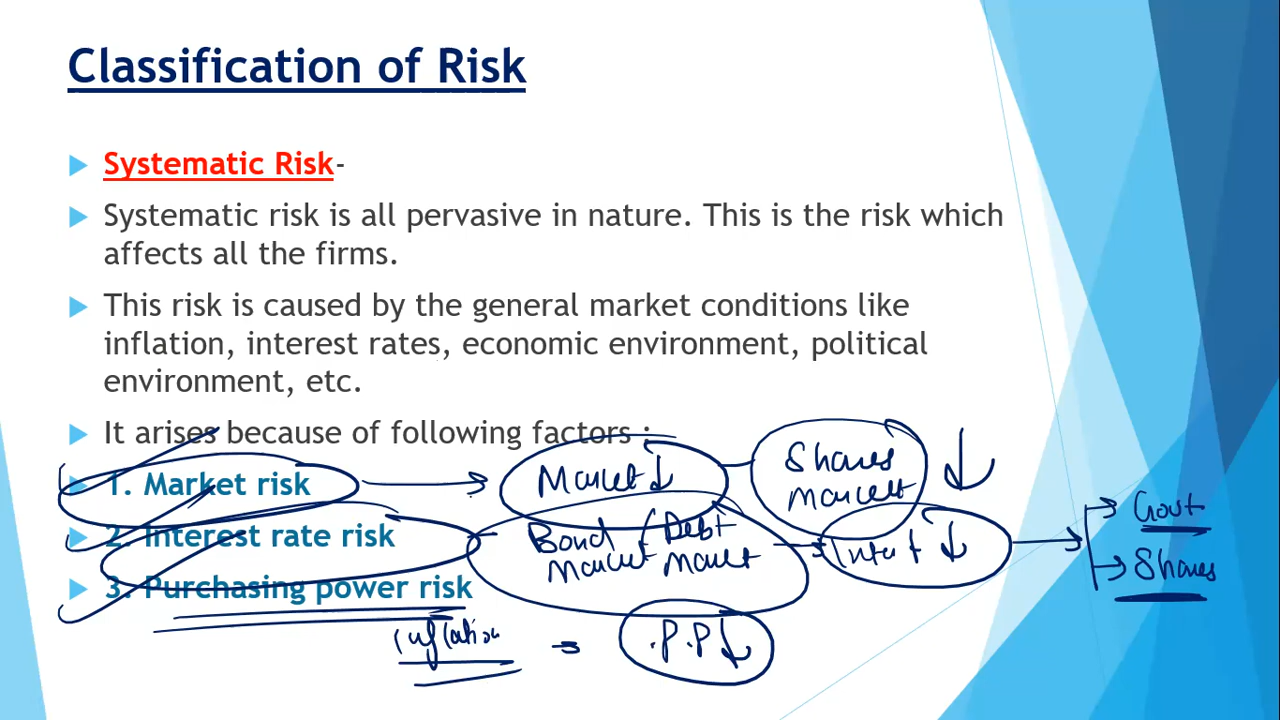 Classification of Risk
Systematic Risk-
Systematic risk is all pervasive in nature. This is the risk which
affects all the firms.
This risk is caused by the general market conditions like
inflation, interest rates, economic environment, political
environment, etc.
It arises because of following factors :
1. Market risk
Market ↓
Shares
Market
↓
2. Interest rate risk
Bond
Market
( Debt
Market
↓
Govt
Shares
3. Purchasing power risk
Inflation
→ P.P ↓